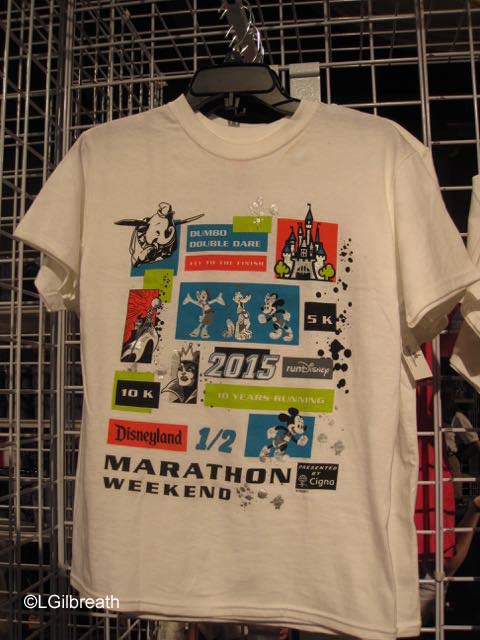 DUMBO
DOUBLE DARE
FLY TO THE FINISH
5 K
2015
runDisney
10 K
10 YEARS RUNNING
Disneyland
1/2
MARATHON
WEEKEND
PRESENTED
BY
Cigna
©LGilbreath